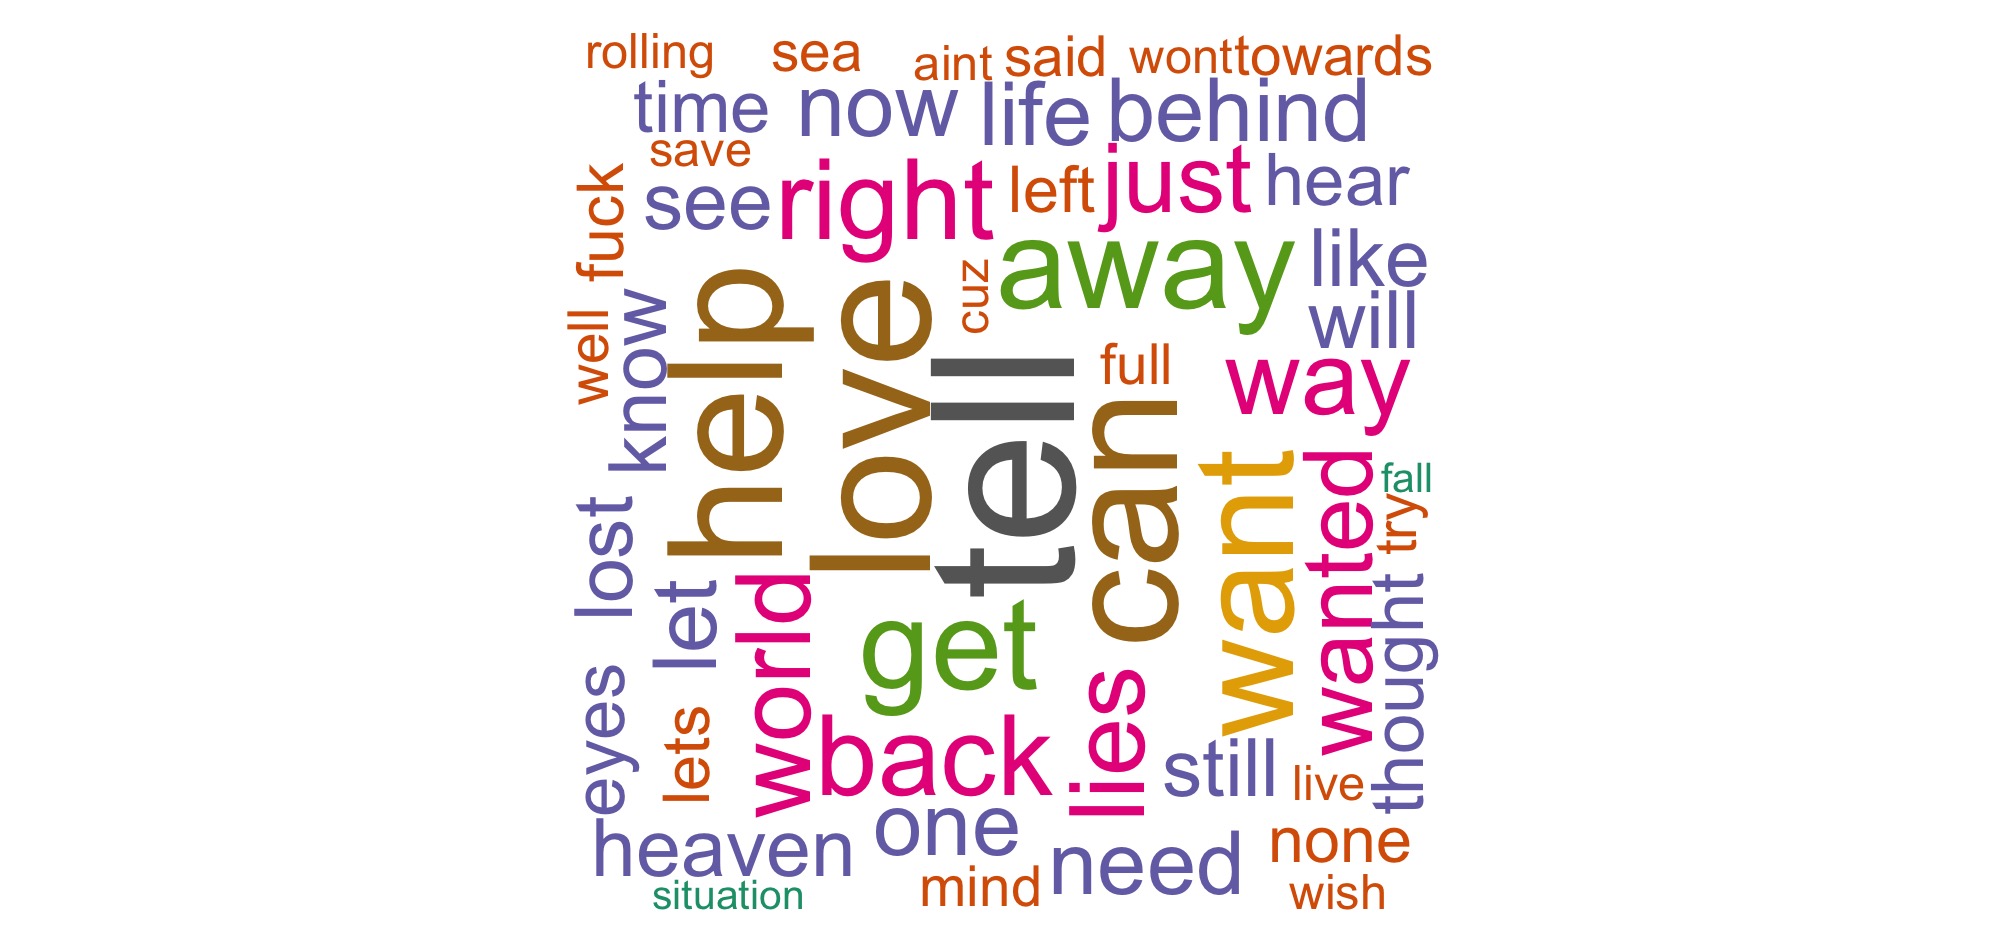 rolling sea aint said wont towards
time now life behind
save
see right left just hear
fuck
cuz away like
well know help love will
tell full way
can want wanted fall
try
lost let world get thought
eyes lets back lies still live
heaven one need none
situation mind wish